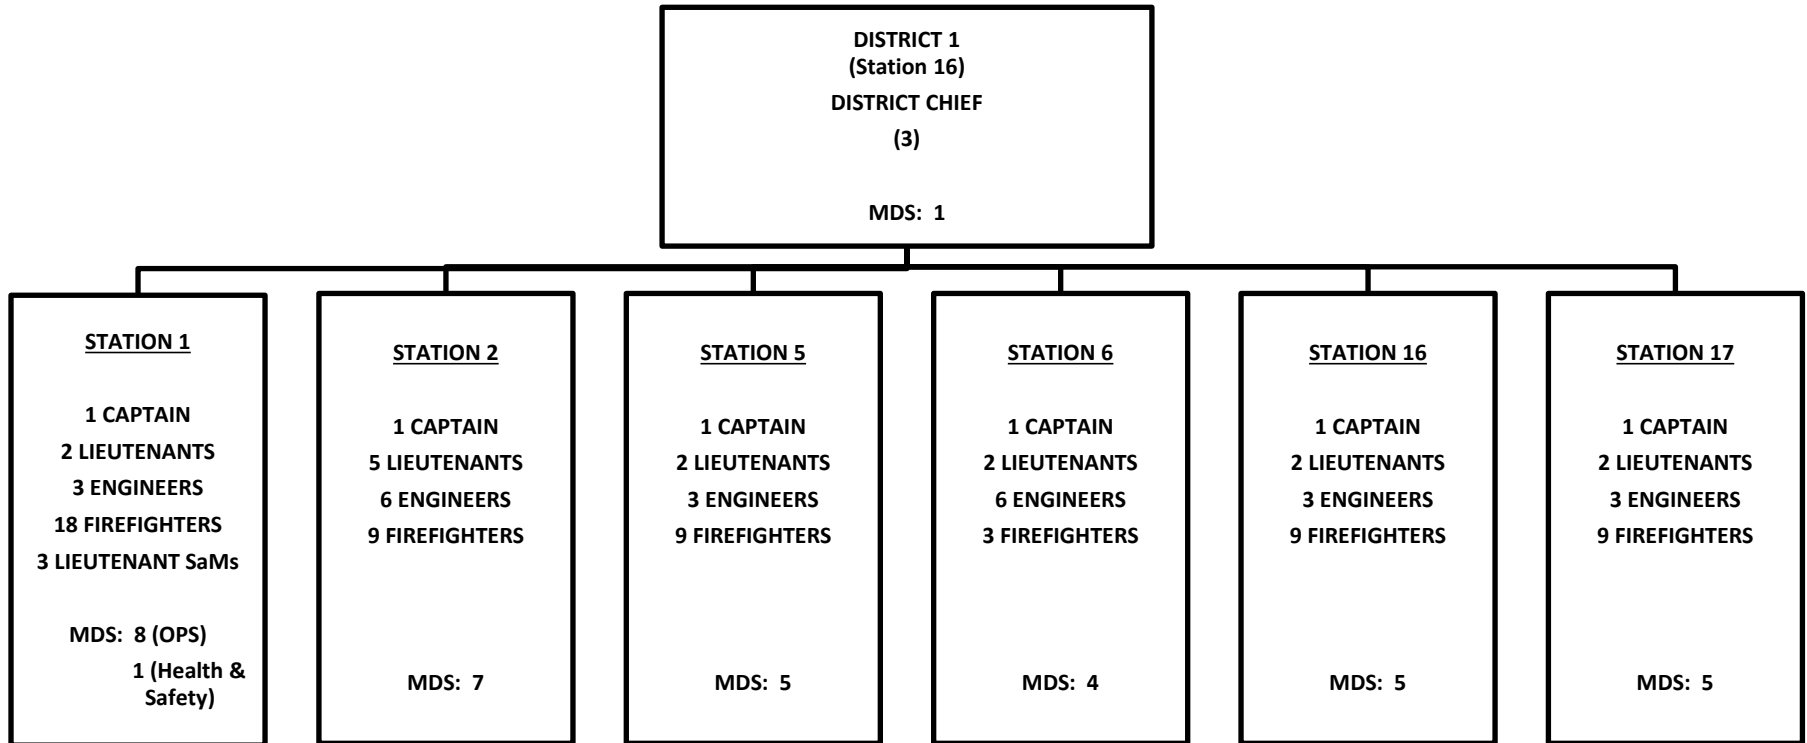 DISTRICT 1
(Station 16)
DISTRICT CHIEF
(3)
MDS: 1
STATION 1
1 CAPTAIN
2 LIEUTENANTS
3 ENGINEERS
18 FIREFIGHTERS
3 LIEUTENANT SaMs
MDS: 8 (OPS)
1 (Health &
Safety)
STATION 2
1 CAPTAIN
5 LIEUTENANTS
6 ENGINEERS
9 FIREFIGHTERS
MDS: 7
STATION 5
1 CAPTAIN
2 LIEUTENANTS
3 ENGINEERS
9 FIREFIGHTERS
MDS: 5
STATION 6
1 CAPTAIN
2 LIEUTENANTS
6 ENGINEERS
3 FIREFIGHTERS
MDS: 4
STATION 16
1 CAPTAIN
2 LIEUTENANTS
3 ENGINEERS
9 FIREFIGHTERS
MDS: 5
STATION 17
1 CAPTAIN
2 LIEUTENANTS
3 ENGINEERS
9 FIREFIGHTERS
MDS: 5